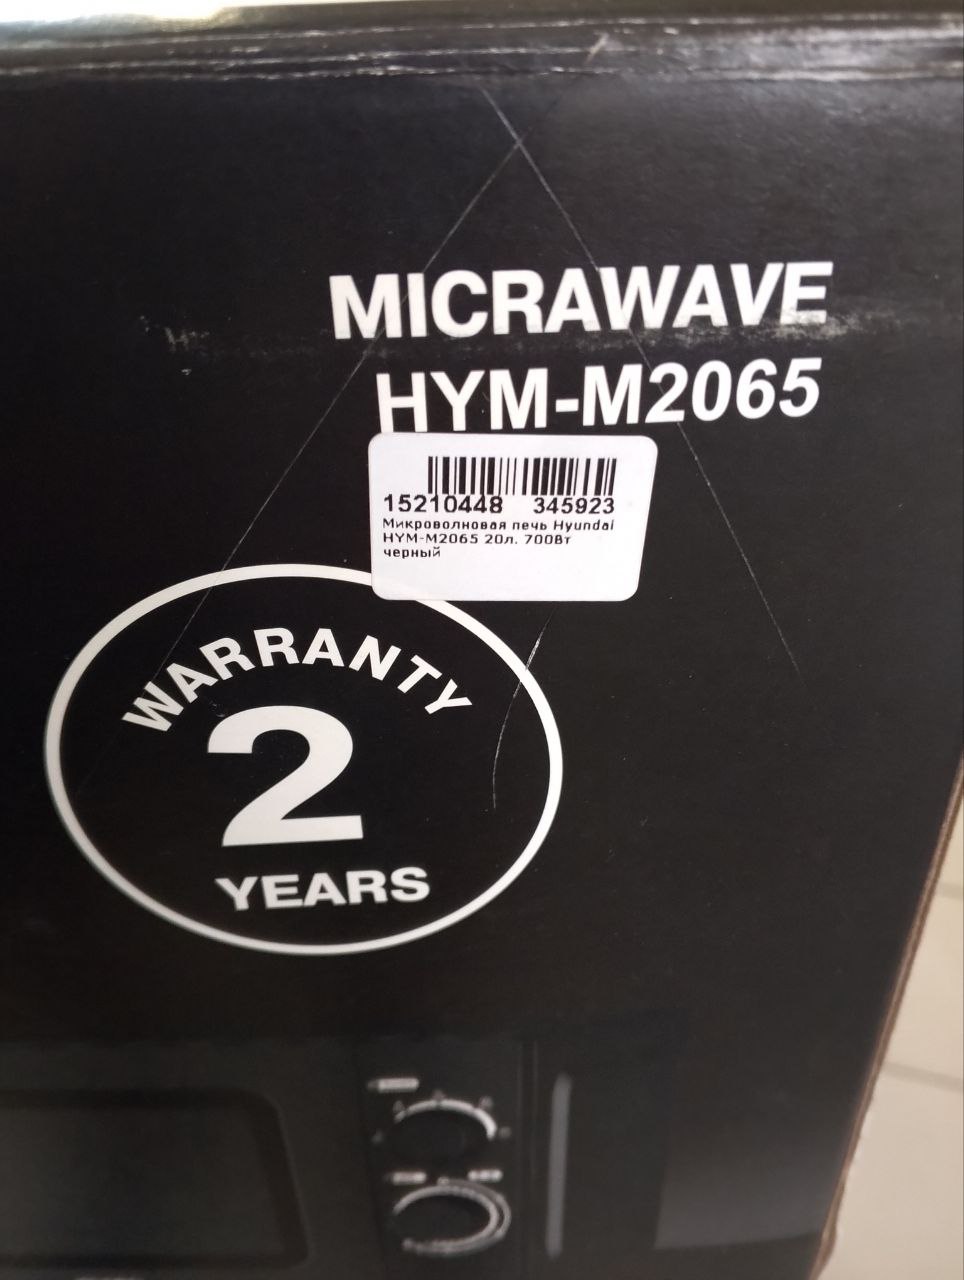 MICRAWAVE
HYM-M2065
15210448 345923
Микроволновая печь Hyundai
HYM-M2065 20л. 700Вт
черный
WARRANTY
2
YEARS